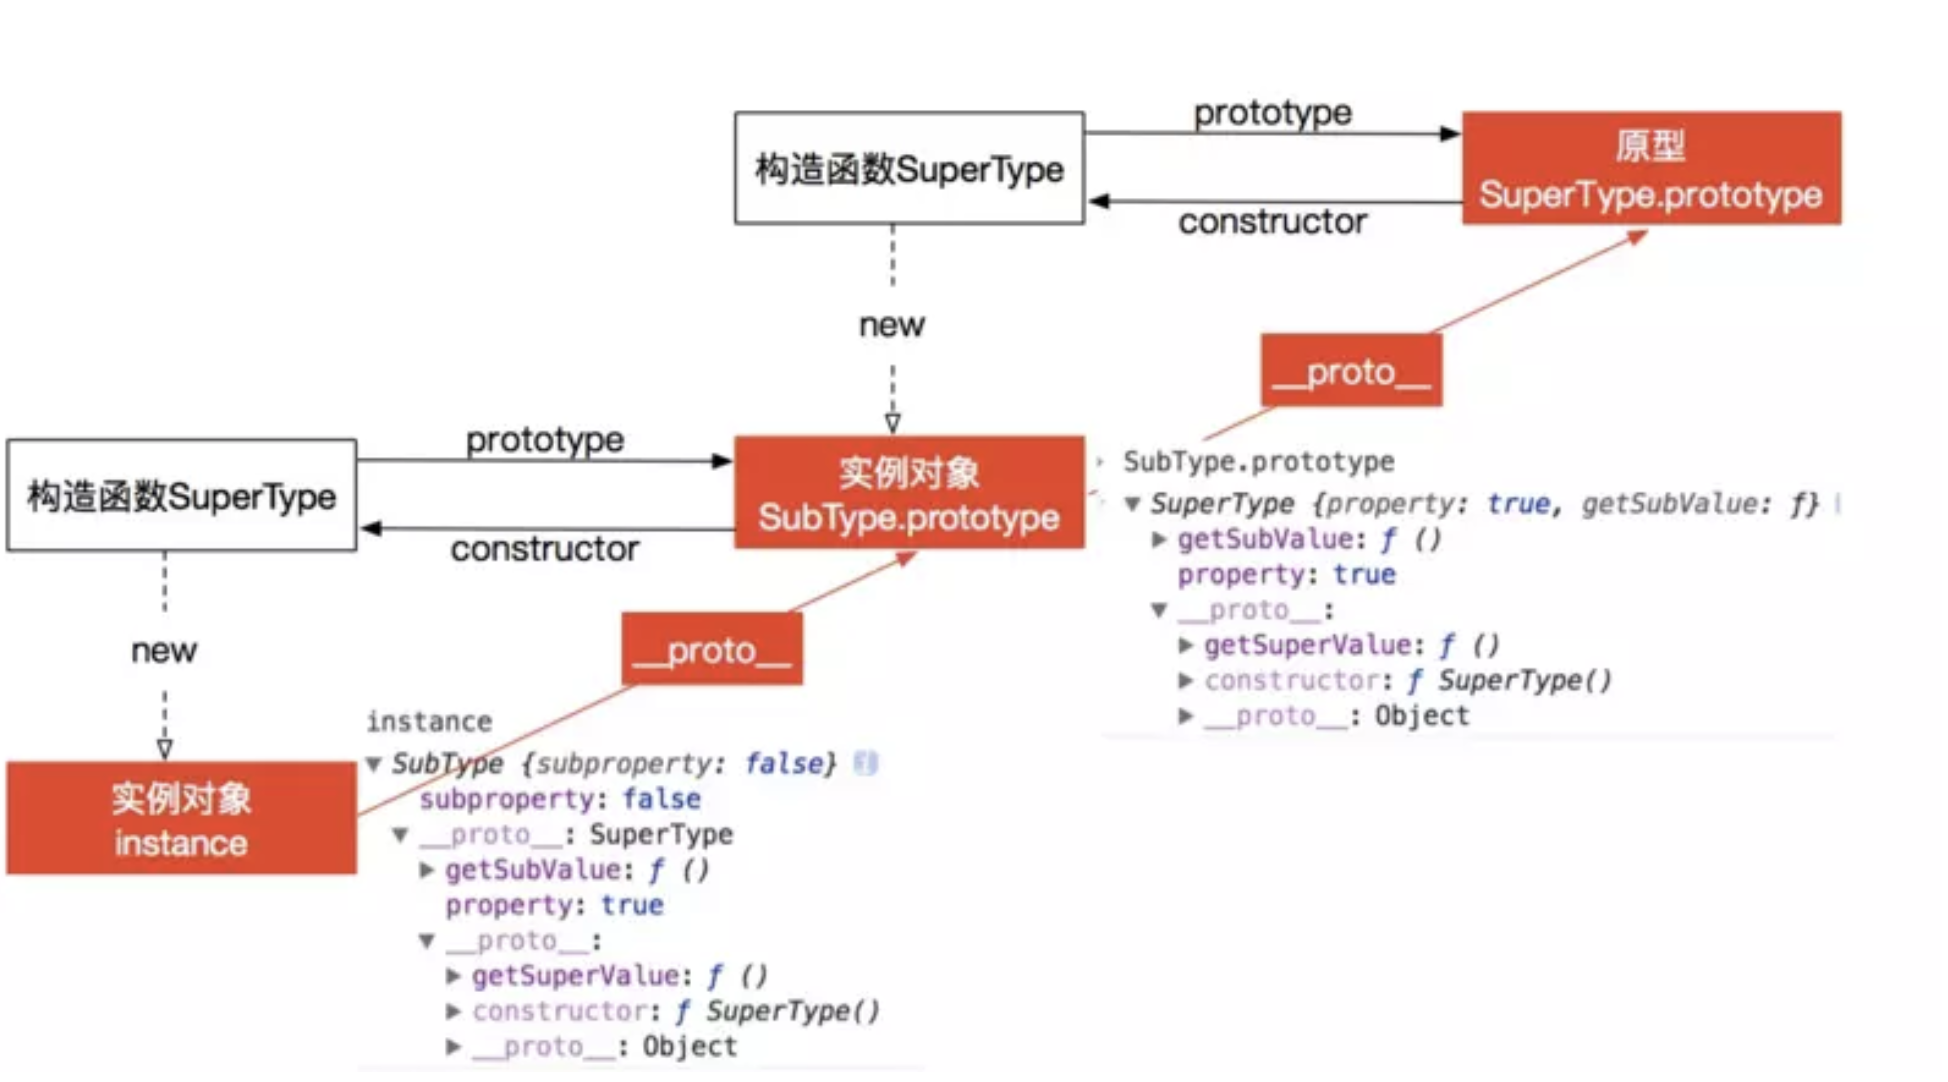 prototype
构造函数SuperType
原型
SuperType.prototype
constructor
new
__proto__
prototype
构造函数SuperType
实例对象
SubType.prototype
constructor
SubType.prototype
▼ SuperType {property: true, getSubValue: ƒ}
▶ getSubValue: ƒ ()
property: true
▼ __proto__:
▶ getSuperValue: ƒ ()
▶ constructor: ƒ SuperType()
▶ __proto__: Object
new
__proto__
实例对象
instance
instance
▼ SubType {subproperty: false}
subproperty: false
▼ __proto__: SuperType
▶ getSubValue: ƒ ()
property: true
▼ __proto__:
▶ getSuperValue: ƒ ()
▶ constructor: ƒ SuperType()
▶ __proto__: Object